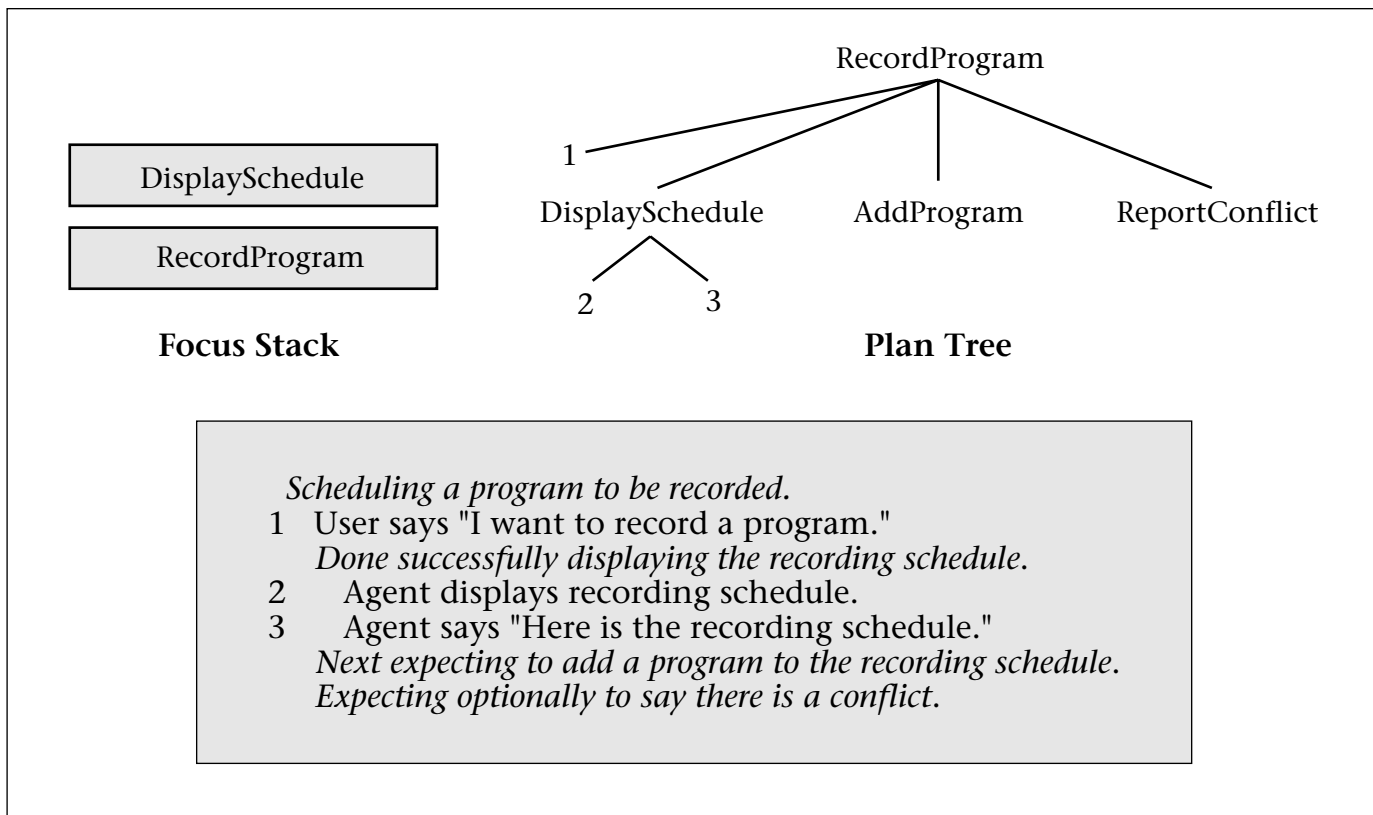 RecordProgram
DisplaySchedule
RecordProgram
Focus Stack
1
DisplaySchedule AddProgram ReportConflict
2 3
Plan Tree
Scheduling a program to be recorded.
1 User says "I want to record a program."
Done successfully displaying the recording schedule.
2 Agent displays recording schedule.
3 Agent says "Here is the recording schedule."
Next expecting to add a program to the recording schedule.
Expecting optionally to say there is a conflict.